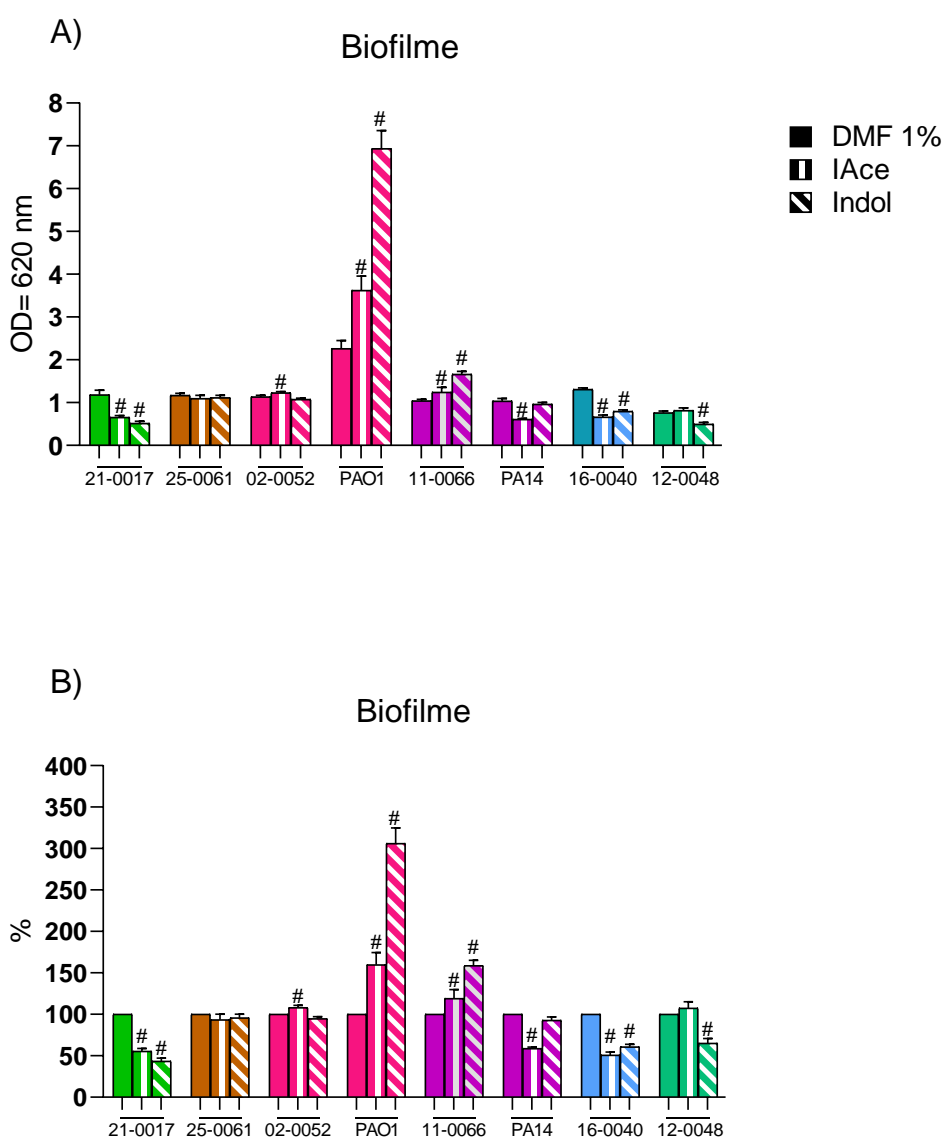 A)
Biofilme
OD= 620 nm
8
7
6
5
4
3
2
1
0
# # # # # # # # # # #
21-0017 25-0061 02-0052 PAO1 11-0066 PA14 16-0040 12-0048
DMF 1%
IAce
Indol
B)
Biofilme
%
400
350
300
250
200
150
100
50
0
# # # # # # # # # # #
21-0017 25-0061 02-0052 PAO1 11-0066 PA14 16-0040 12-0048